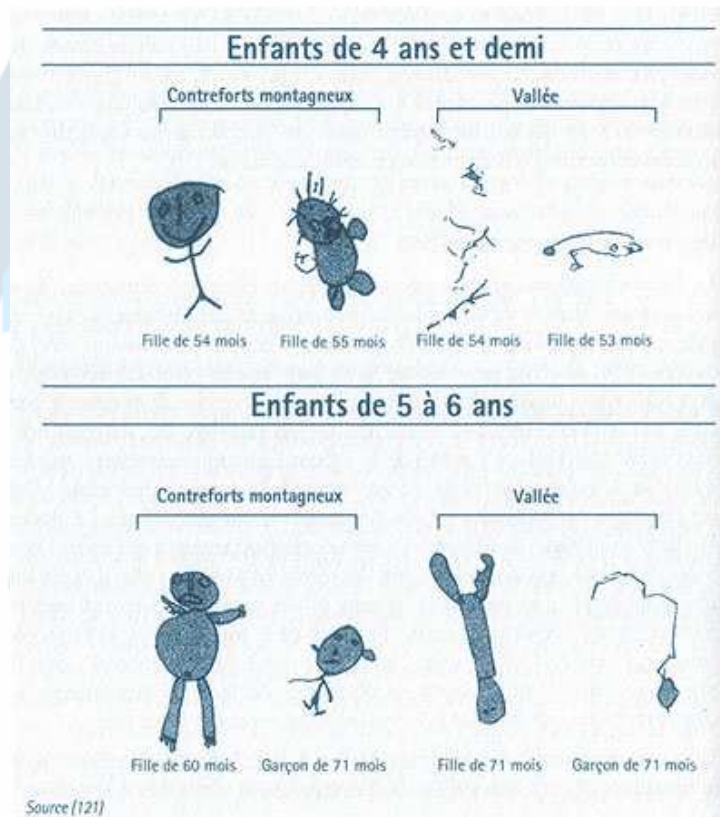 Enfants de 4 ans et demi
Contreforts montagneux Vallée
Fille de 54 mois Fille de 55 mois Fille de 54 mois Fille de 53 mois
Enfants de 5 à 6 ans
Contreforts montagneux Vallée
Fille de 60 mois Garçon de 71 mois Fille de 71 mois Garçon de 71 mois
Source (121)